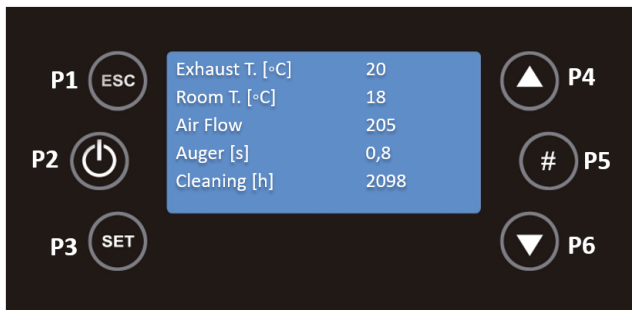 P1 ESC
P2
P3 SET
Exhaust T. [∘C] 20
Room T. [∘C] 18
Air Flow 205
Auger [s] 0,8
Cleaning [h] 2098
P4
# P5
P6